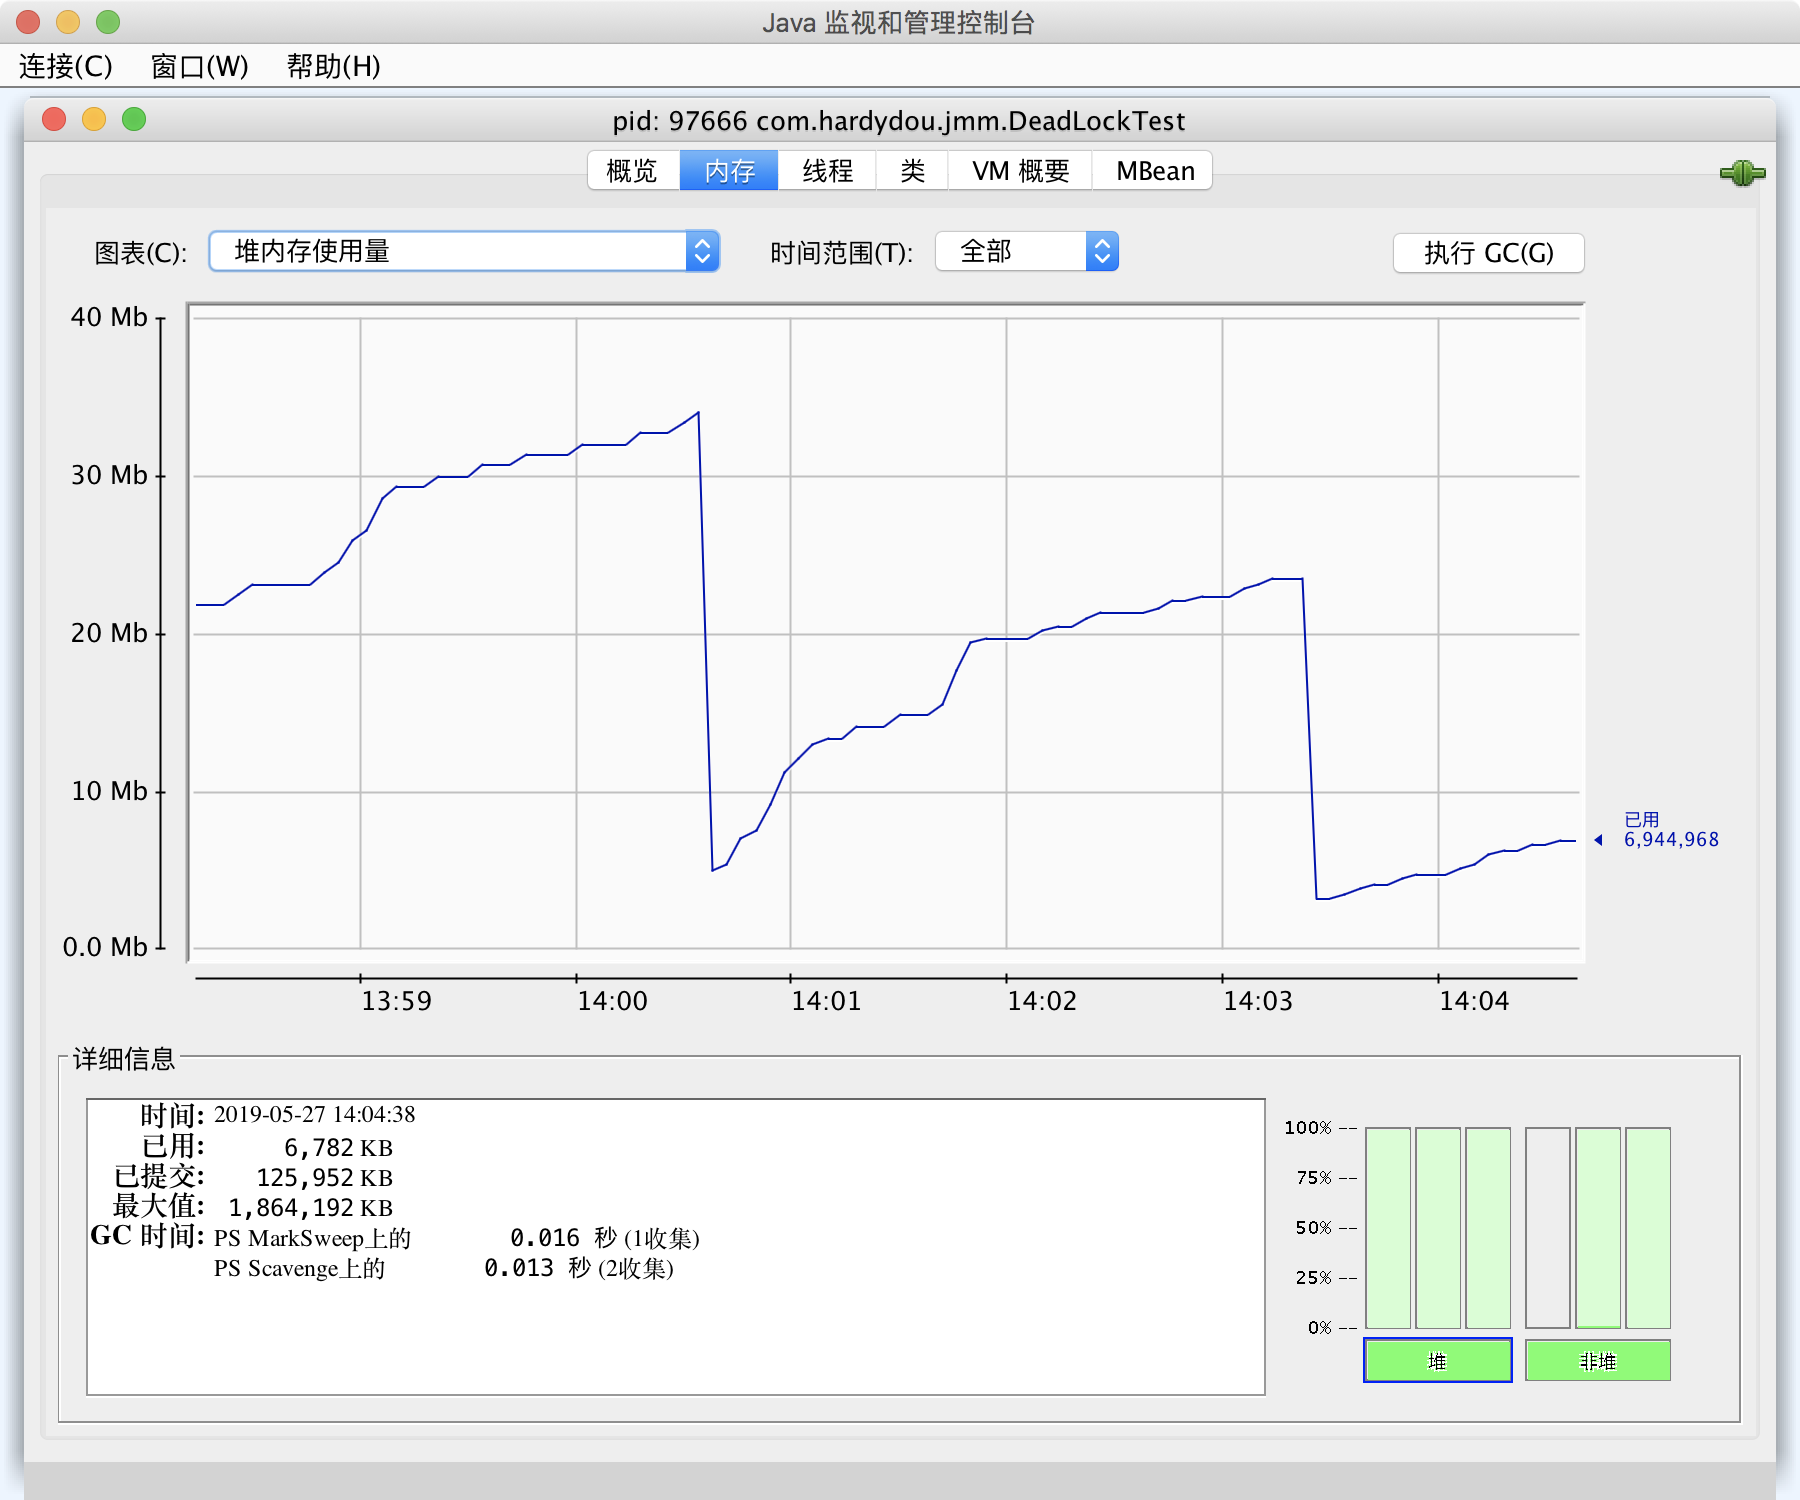 Java 监视和管理控制台
连接(C) 窗口(W) 帮助(H)
pid: 97666 com.hardydou.jmm.DeadLockTest
概览 内存 线程 类 VM 概要 MBean
图表(C): 堆内存使用量 时间范围(T): 全部 执行 GC(G)
40 Mb
30 Mb
20 Mb
10 Mb
0.0 Mb
已用
6,944,968
13:59 14:00 14:01 14:02 14:03 14:04
详细信息
时间: 2019-05-27 14:04:38
已用: 6,782 KB
已提交: 125,952 KB
最大值: 1,864,192 KB
GC 时间: PS MarkSweep上的 0.016 秒 (1收集)
PS Scavenge上的 0.013 秒 (2收集)
100% --
75% --
50% --
25% --
0% --
堆 非堆